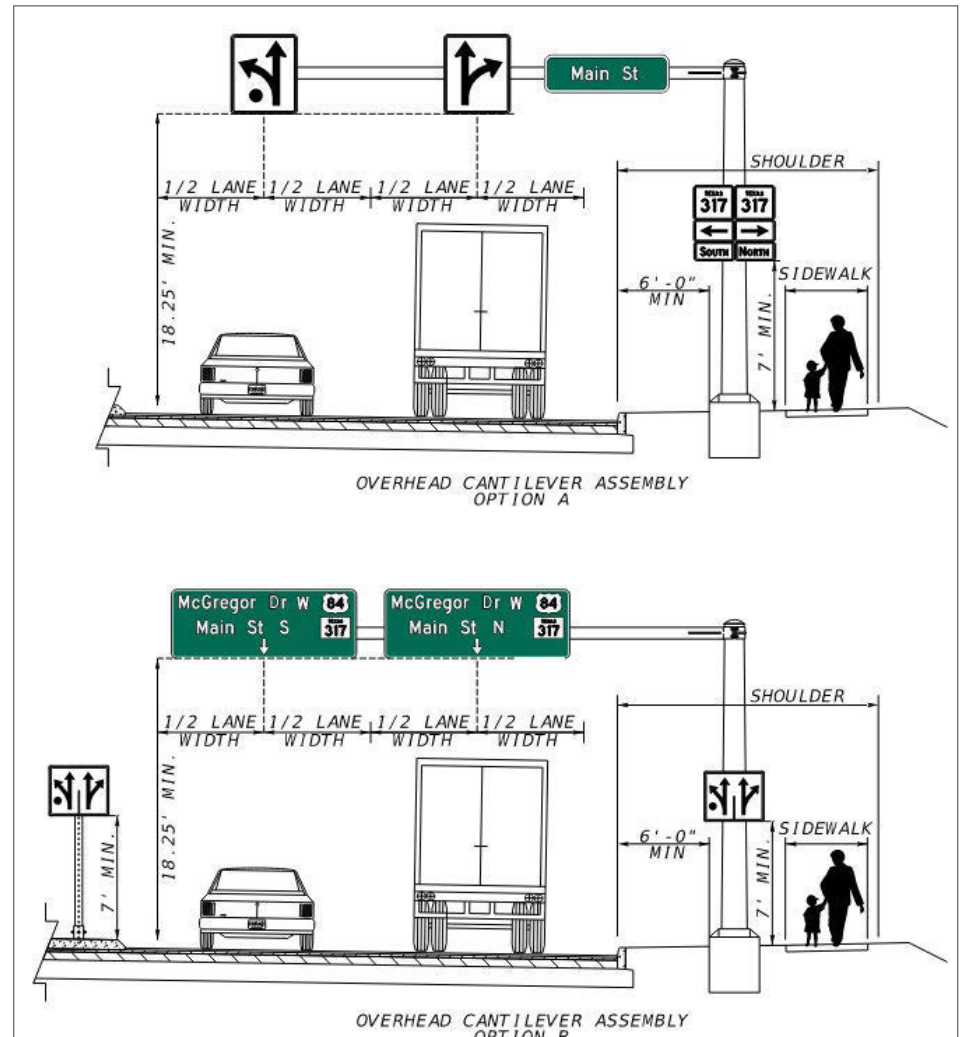 Main St
SHOULDER
1/2 LANE 1/2 LANE 1/2 LANE 1/2 LANE
WIDTH WIDTH WIDTH WIDTH
TEXAS TEXAS
317 317
SOUTH NORTH
18.25' MIN.
6'-0"
MIN
SIDEWALK
7' MIN.
OVERHEAD CANTILEVER ASSEMBLY
OPTION A
McGregor Dr W 84
Main St S TEXAS 317
McGregor Dr W 84
Main St N TEXAS 317
SHOULDER
1/2 LANE 1/2 LANE 1/2 LANE 1/2 LANE
WIDTH WIDTH WIDTH WIDTH
7' MIN.
18.25' MIN.
6'-0"
MIN
SIDEWALK
7' MIN.
OVERHEAD CANTILEVER ASSEMBLY
OPTION B